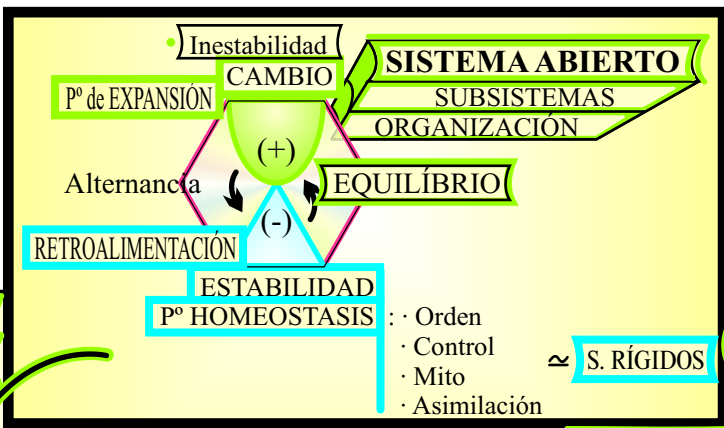 · Inestabilidad
CAMBIO
Pº de EXPANSIÓN
SISTEMA ABIERTO
SUBSISTEMAS
ORGANIZACIÓN
(+)
Alternancia
EQUILÍBRIO
(-)
RETROALIMENTACIÓN
ESTABILIDAD
Pº HOMEOSTASIS : · Orden
· Control
· Mito
· Asimilación
≃ S. RÍGIDOS